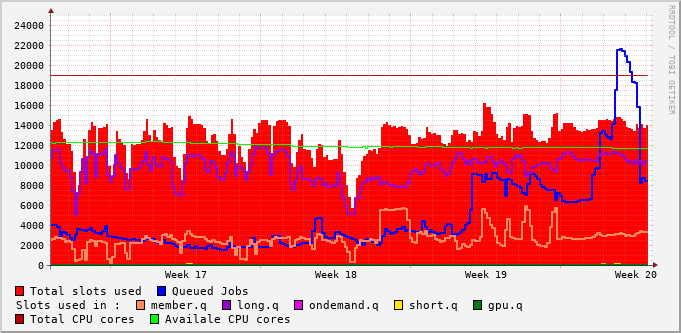 24000
22000
20000
18000
16000
14000
12000
10000
8000
6000
4000
2000
0
RRDTOOL / TOBI OETIKER
Week 17 Week 18 Week 19 Week 20
Total slots used Queued Jobs
Slots used in : member.q long.q ondemand.q short.q gpu.q
Total CPU cores Availale CPU cores